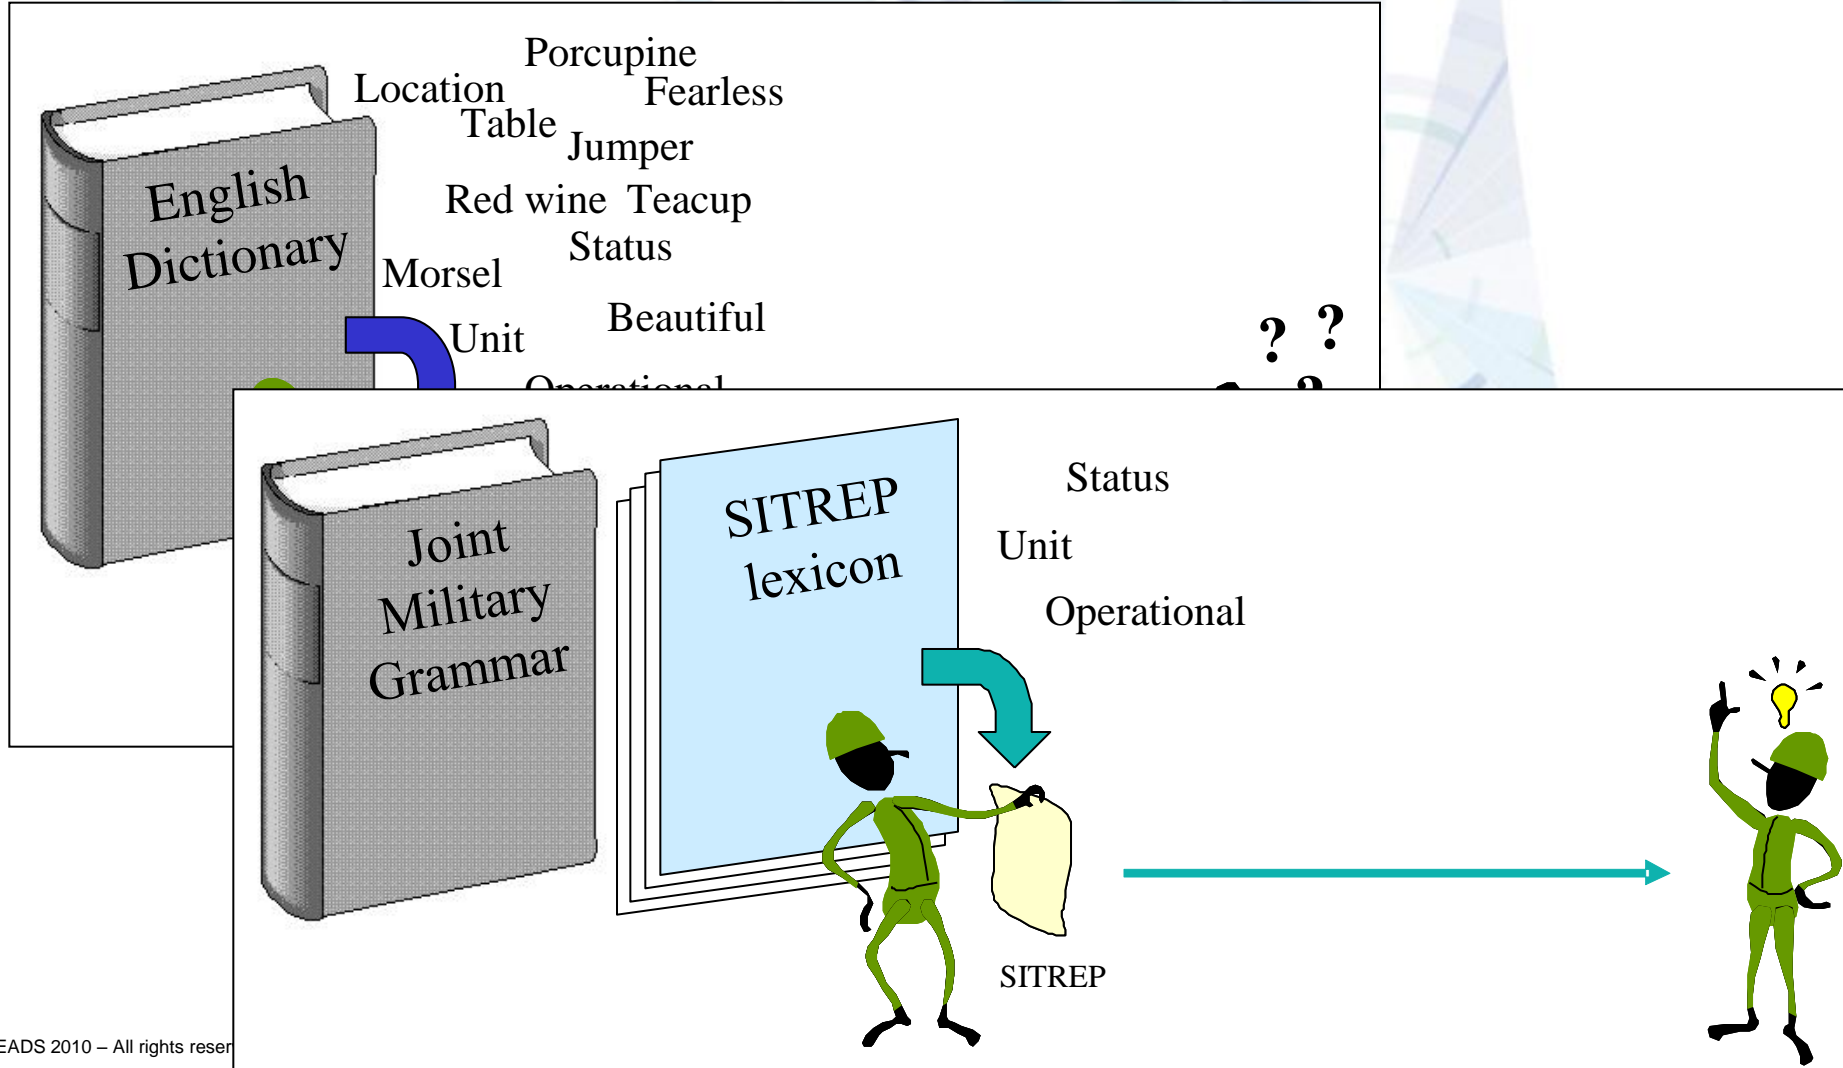 Porcupine
Location
Fearless
Table
Jumper
English
Dictionary
Red wine Teacup
Status
Morsel
Beautiful
Unit
? ?
Operational
?
Joint
Military
Grammar
SITREP
lexicon
Status
Unit
Operational
SITREP
EADS 2010 – All rights reser